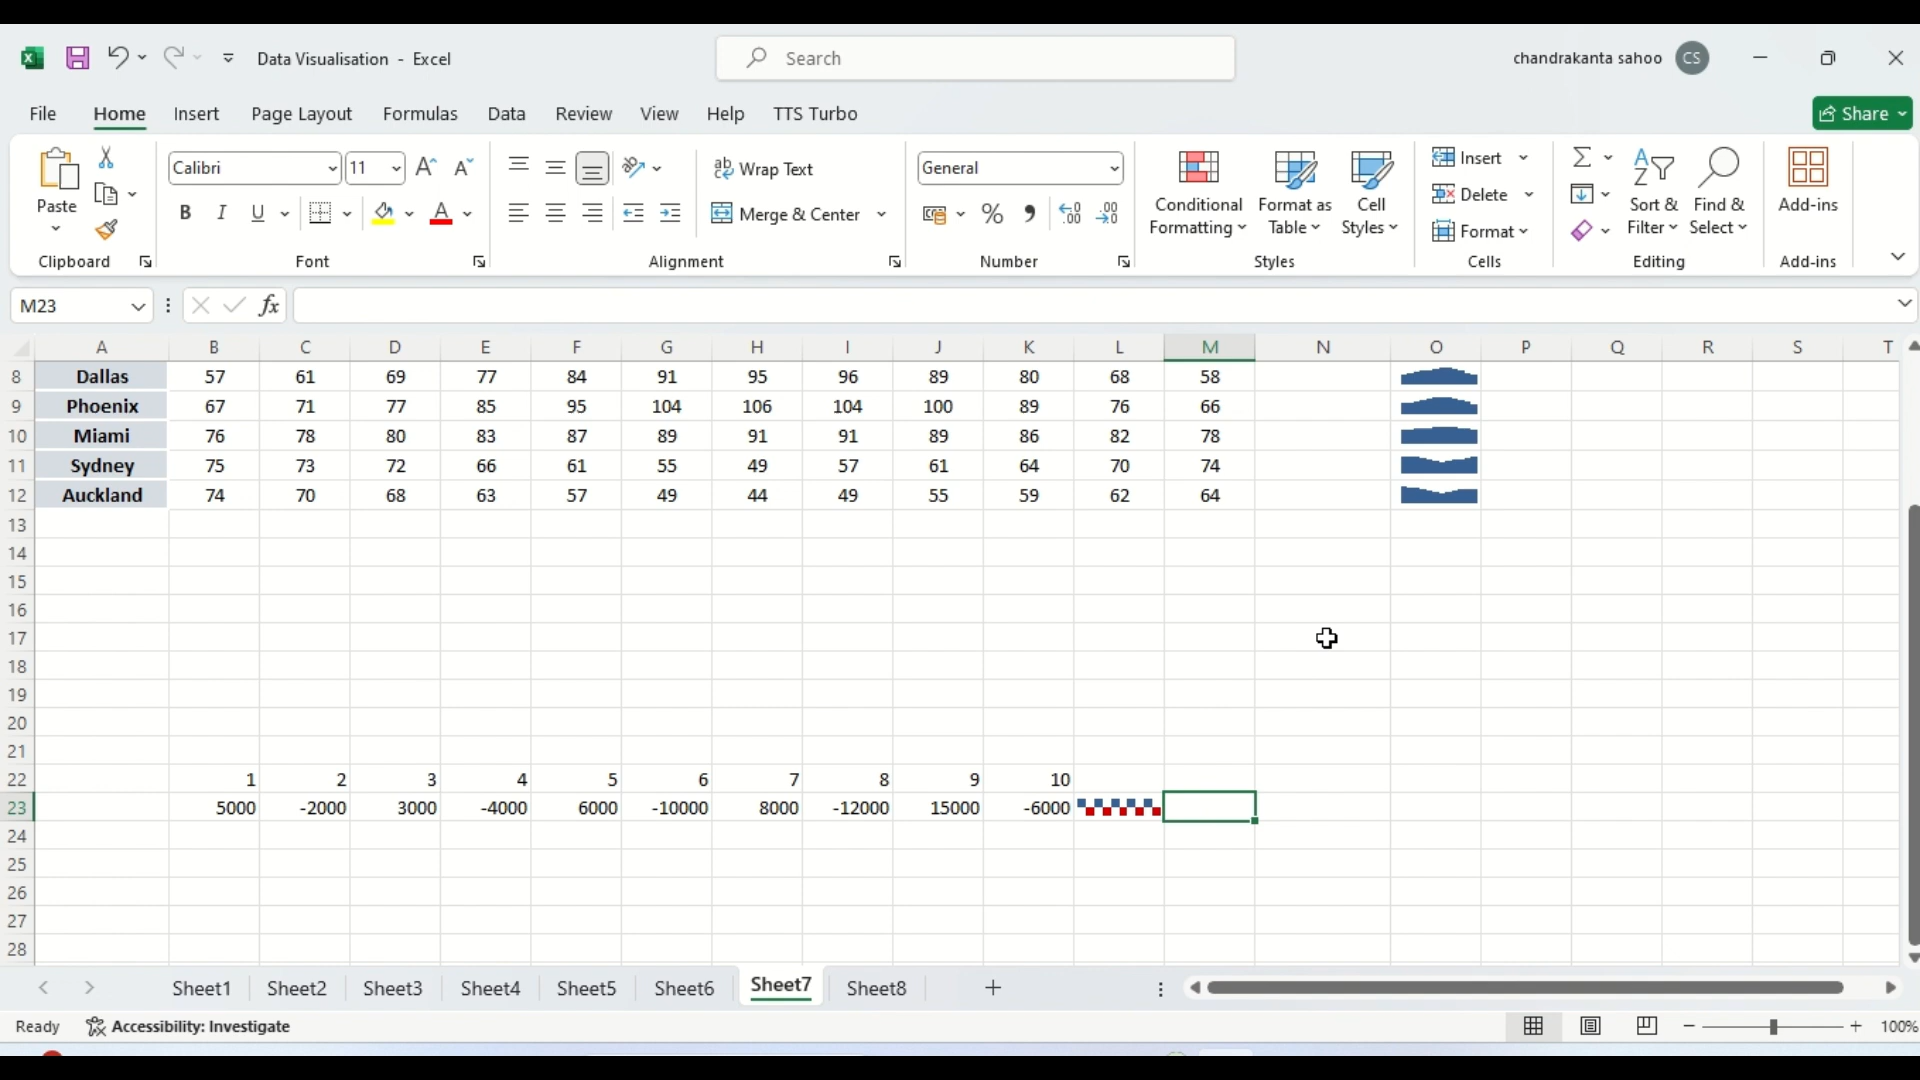 Data Visualisation - Excel
Search
chandrakanta sahoo CS
File Home Insert Page Layout Formulas Data Review View Help TTS Turbo Share
Paste
Clipboard
Calibri 11
B I U A
Font
Wrap Text
Merge & Center
Alignment
General
Number
Conditional Formatting
Format as Table
Cell Styles
Styles
Insert
Delete
Format
Cells
Sort & Filter
Find & Select
Editing
Add-ins
Add-ins
M23 fx
A B C D E F G H I J K L M N O P Q R S T
8 Dallas 57 61 69 77 84 91 95 96 89 80 68 58
9 Phoenix 67 71 77 85 95 104 106 104 100 89 76 66
10 Miami 76 78 80 83 87 89 91 91 89 86 82 78
11 Sydney 75 73 72 66 61 55 49 57 61 64 70 74
12 Auckland 74 70 68 63 57 49 44 49 55 59 62 64
13
14
15
16
17
18
19
20
21
22 1 2 3 4 5 6 7 8 9 10
23 5000 -2000 3000 -4000 6000 -10000 8000 -12000 15000 -6000
24
25
26
27
28
Sheet1 Sheet2 Sheet3 Sheet4 Sheet5 Sheet6 Sheet7 Sheet8
Ready Accessibility: Investigate 100%